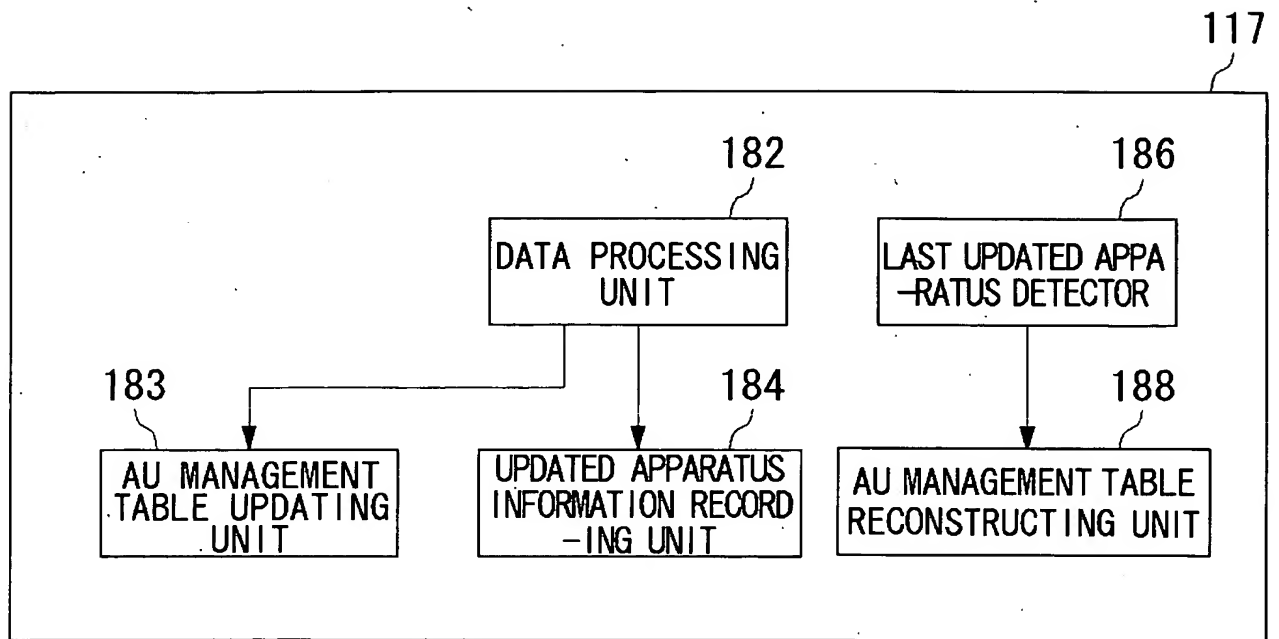 117
182
186
DATA PROCESSING
UNIT
LAST UPDATED APPA
-RATUS DETECTOR
183
184
188
AU MANAGEMENT
TABLE UPDATING
UNIT
UPDATED APPARATUS
INFORMATION RECORD
-ING UNIT
AU MANAGEMENT TABLE
RECONSTRUCTING UNIT